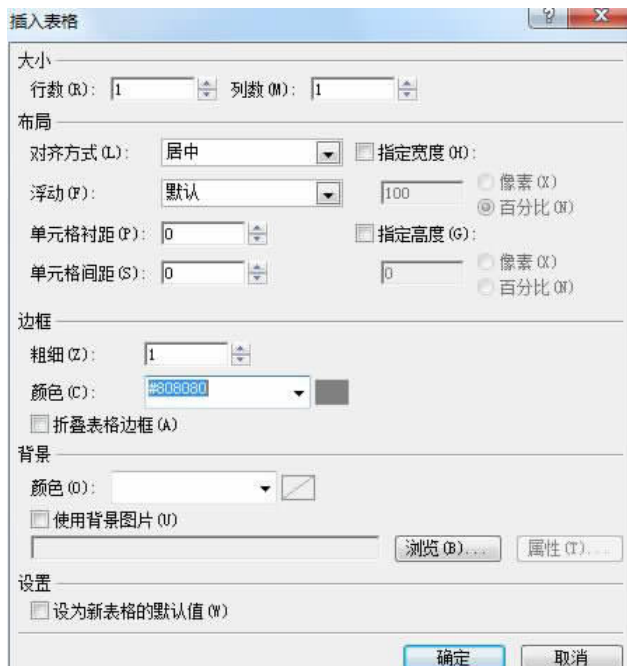 插入表格
大小
行数(R): 1 列数(M): 1
布局
对齐方式(L): 居中 指定宽度(H):
浮动(F): 默认 100 像素(X)
百分比(N)
单元格衬距(P): 0 指定高度(G):
单元格间距(S): 0 0 像素(X)
百分比(N)
边框
粗细(Z): 1
颜色(C): #808080
折叠表格边框(A)
背景
颜色(O):
使用背景图片(U)
浏览(B)... 属性(T)...
设置
设为新表格的默认值(W)
确定 取消